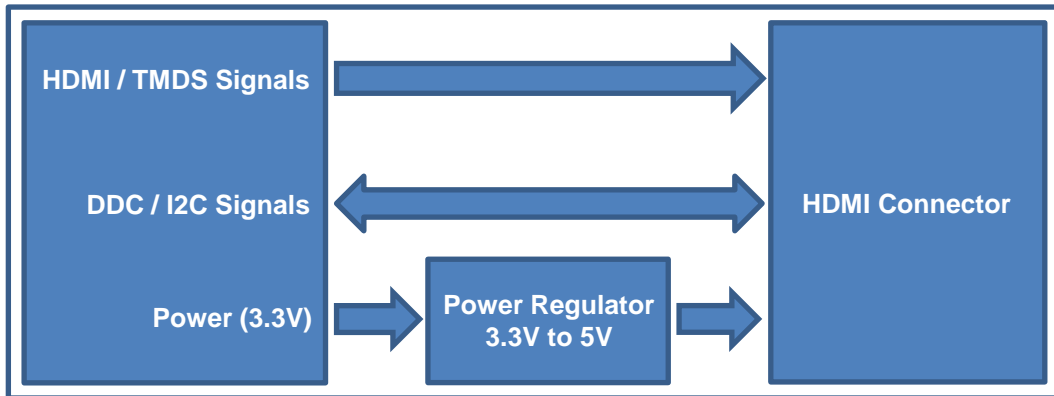 HDMI / TMDS Signals
DDC / I2C Signals
HDMI Connector
Power (3.3V)
Power Regulator
3.3V to 5V